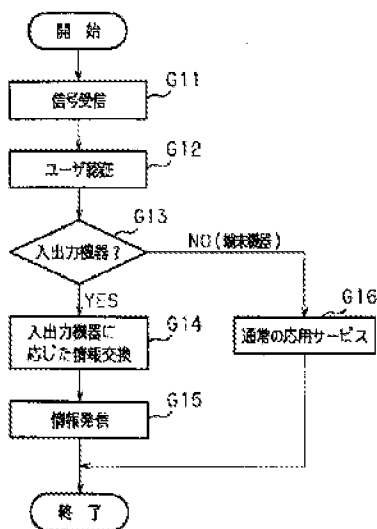 開始
G11
信号受信
G12
ユーザ認証
G13
入出力機器?
NO(端末機器)
YES
G14
G16
入出力機器に
応じた情報交換
通常の応用サービス
G15
情報発信
終了